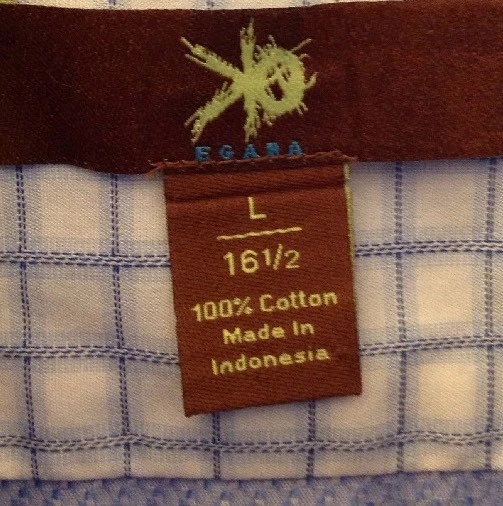 EGARA
L
16 1/2
100% Cotton
Made In
Indonesia